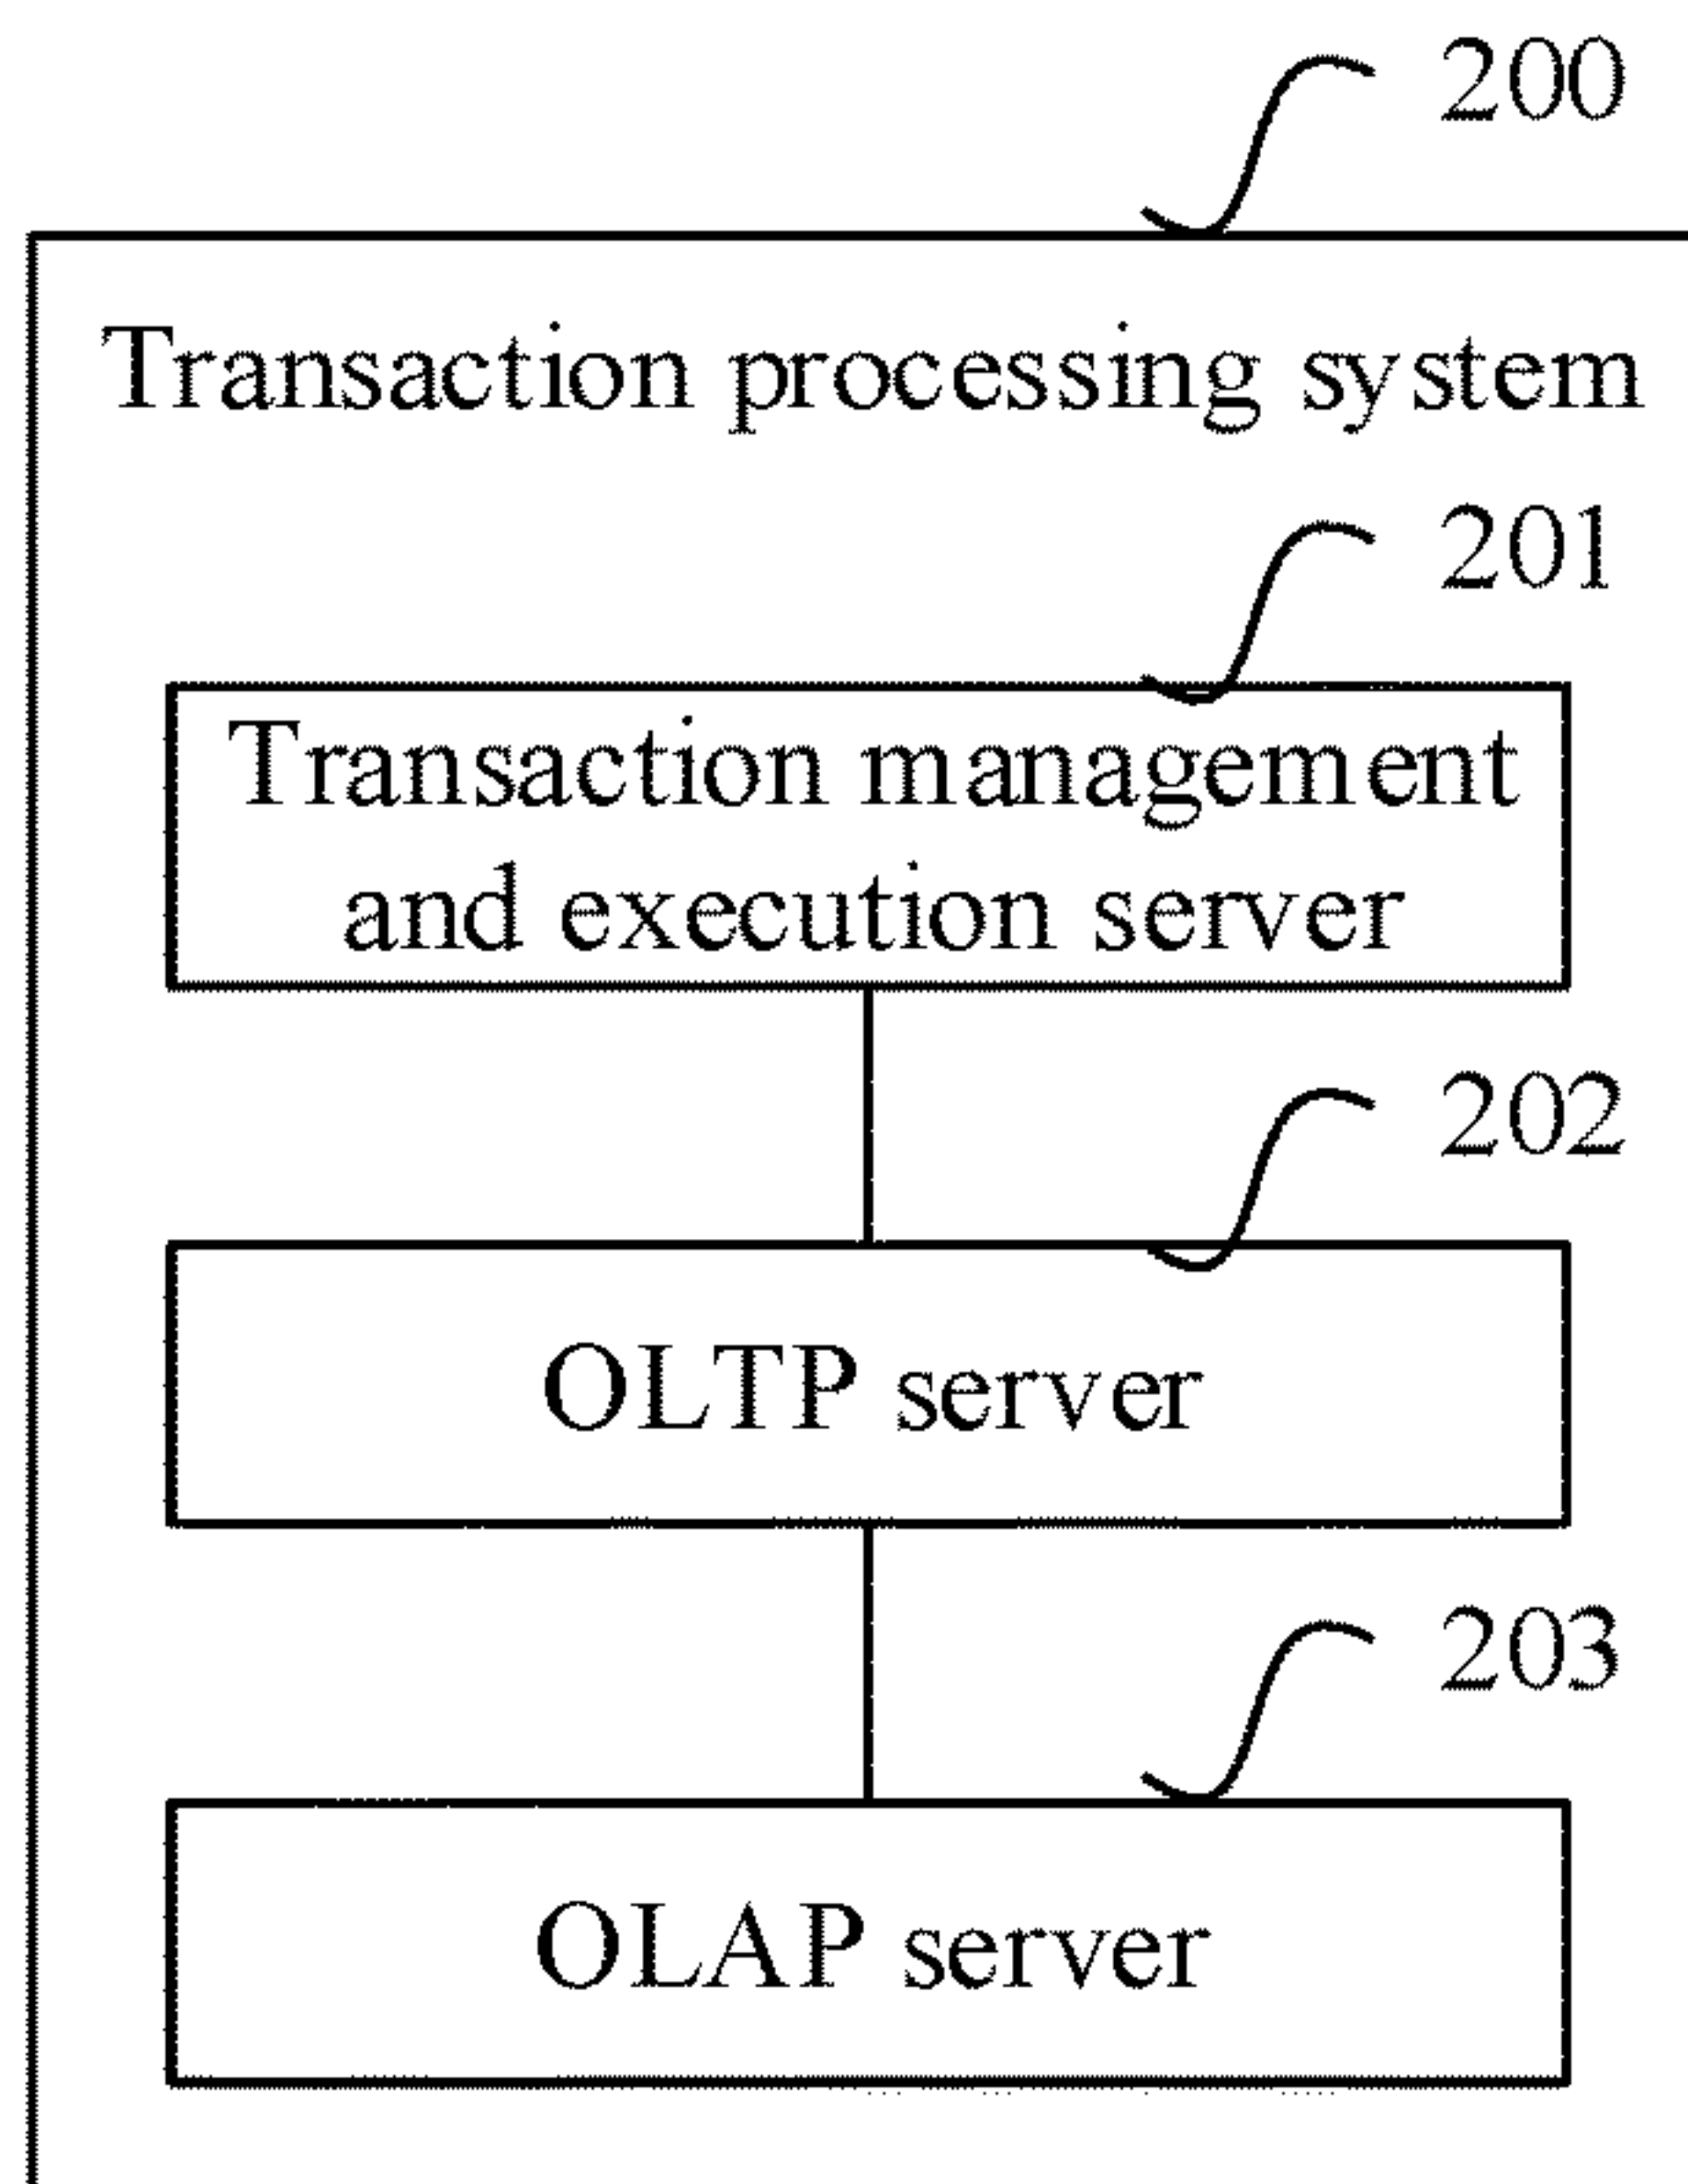 200
Transaction processing system
201
Transaction management
and execution server
202
OLTP server
203
OLAP server